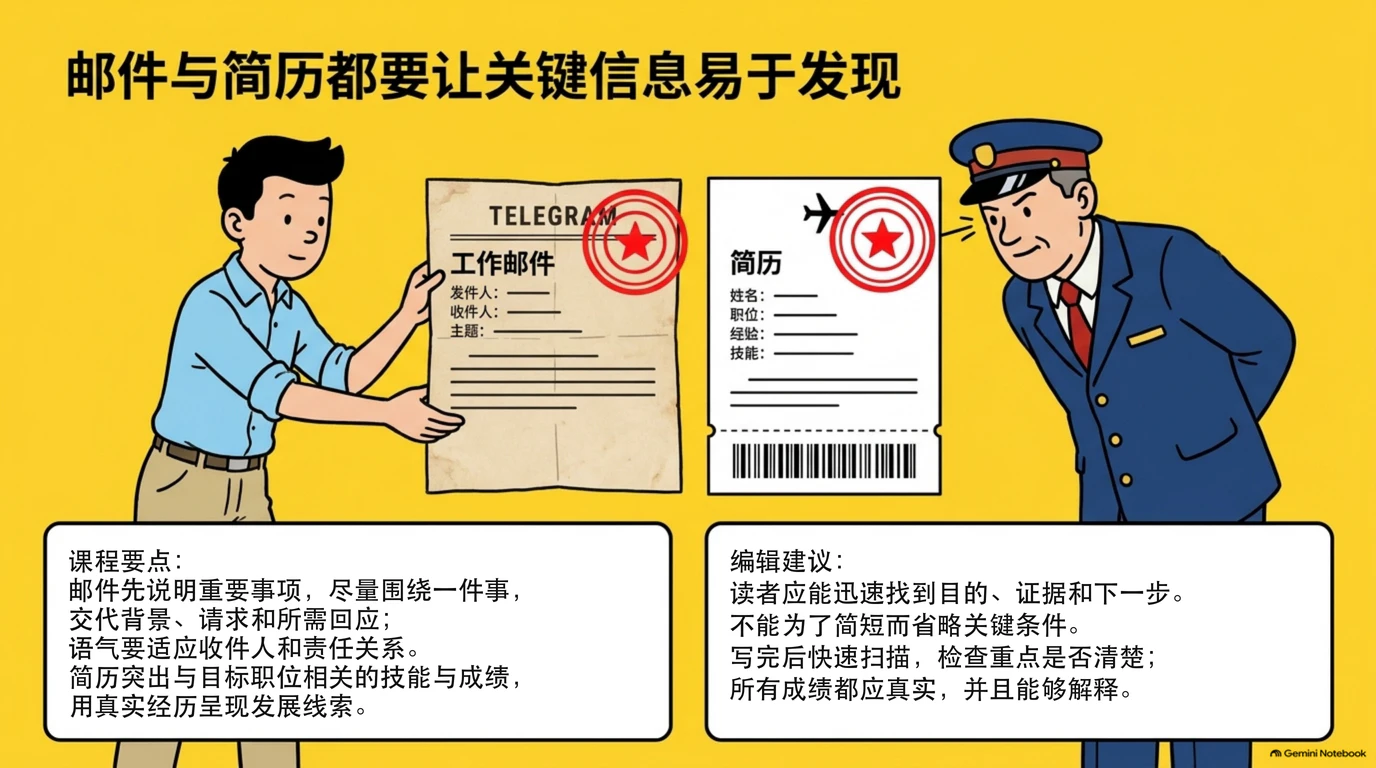 邮件与简历都要让关键信息易于发现
TELEGRAM
工作邮件
发件人：
收件人：
主题：
简历
姓名：
职位：
经验：
技能：
课程要点：
邮件先说明重要事项，尽量围绕一件事，
交代背景、请求和所需回应；
语气要适应收件人和责任关系。
简历突出与目标职位相关的技能与成绩，
用真实经历呈现发展线索。
编辑建议：
读者应能迅速找到目的、证据和下一步。
不能为了简短而省略关键条件。
写完后快速扫描，检查重点是否清楚；
所有成绩都应真实，并且能够解释。
Gemini Notebook